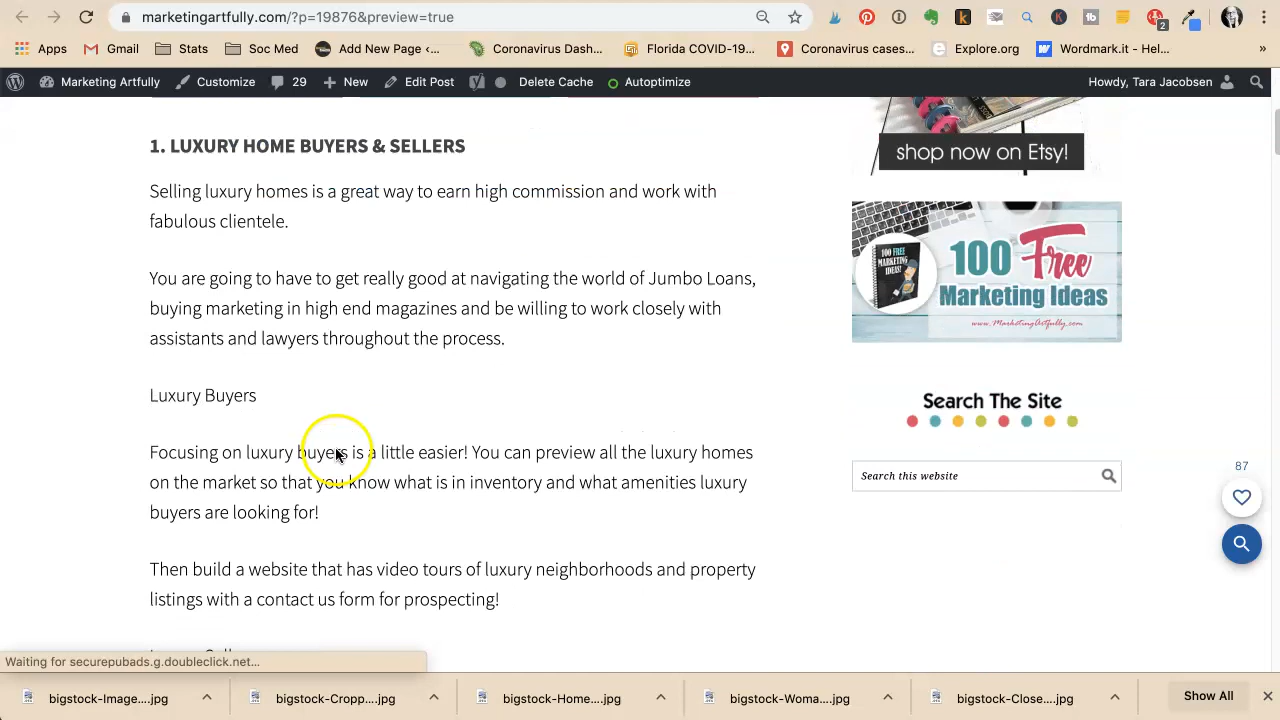 marketingartfully.com/?p=19876&preview=true
2
Apps
Gmail
Stats
Soc Med
Add New Page ‹...
Coronavirus Dash...
Florida COVID-19...
Coronavirus cases...
Explore.org
Wordmark.it - Hel...
»
Marketing Artfully
Customize
29
New
Edit Post
Delete Cache
Autoptimize
Howdy, Tara Jacobsen
1. LUXURY HOME BUYERS & SELLERS
Selling luxury homes is a great way to earn high commission and work with
fabulous clientele.
You are going to have to get really good at navigating the world of Jumbo Loans,
buying marketing in high end magazines and be willing to work closely with
assistants and lawyers throughout the process.
Luxury Buyers
Focusing on luxury buyers is a little easier! You can preview all the luxury homes
on the market so that you know what is in inventory and what amenities luxury
buyers are looking for!
Then build a website that has video tours of luxury neighborhoods and property
listings with a contact us form for prospecting!
shop now on Etsy!
100 FREE
MARKETING
IDEAS!
100 Free
Marketing Ideas
www.MarketingArtfully.com
Search The Site
Search this website
87
Waiting for securepubads.g.doubleclick.net...
bigstock-Image....jpg
bigstock-Cropp....jpg
bigstock-Home....jpg
bigstock-Woma....jpg
bigstock-Close....jpg
Show All